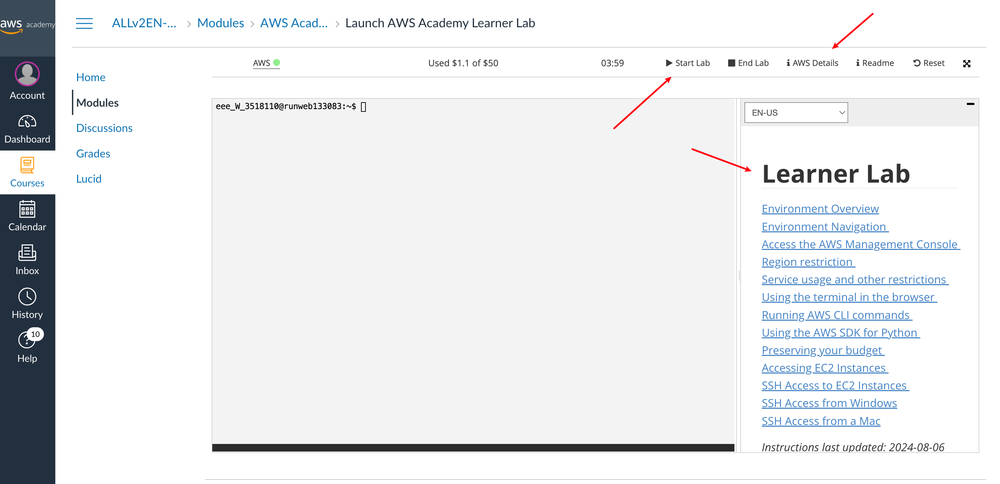 aws academy
ALLv2EN-... > Modules > AWS Acad... > Launch AWS Academy Learner Lab
Account
Dashboard
Courses
Calendar
Inbox
History
10
Help
Home
Modules
Discussions
Grades
Lucid
AWS Used $1.1 of $50 03:59 Start Lab End Lab AWS Details Readme Reset
eee_W_3518110@runweb133083:~$
EN-US
Learner Lab
Environment Overview
Environment Navigation
Access the AWS Management Console
Region restriction
Service usage and other restrictions
Using the terminal in the browser
Running AWS CLI commands
Using the AWS SDK for Python
Preserving your budget
Accessing EC2 Instances
SSH Access to EC2 Instances
SSH Access from Windows
SSH Access from a Mac
Instructions last updated: 2024-08-06